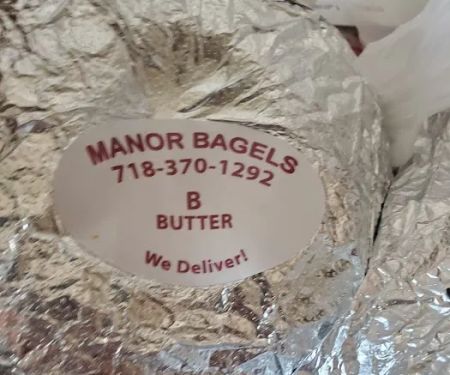 MANOR BAGELS
718-370-1292
B
BUTTER
We Deliver!